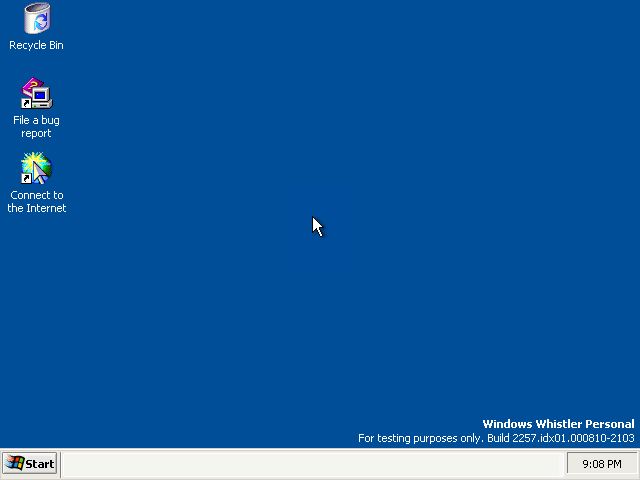 Recycle Bin
File a bug
report
Connect to
the Internet
Windows Whistler Personal
For testing purposes only. Build 2257.idx01.000810-2103
Start
9:08 PM